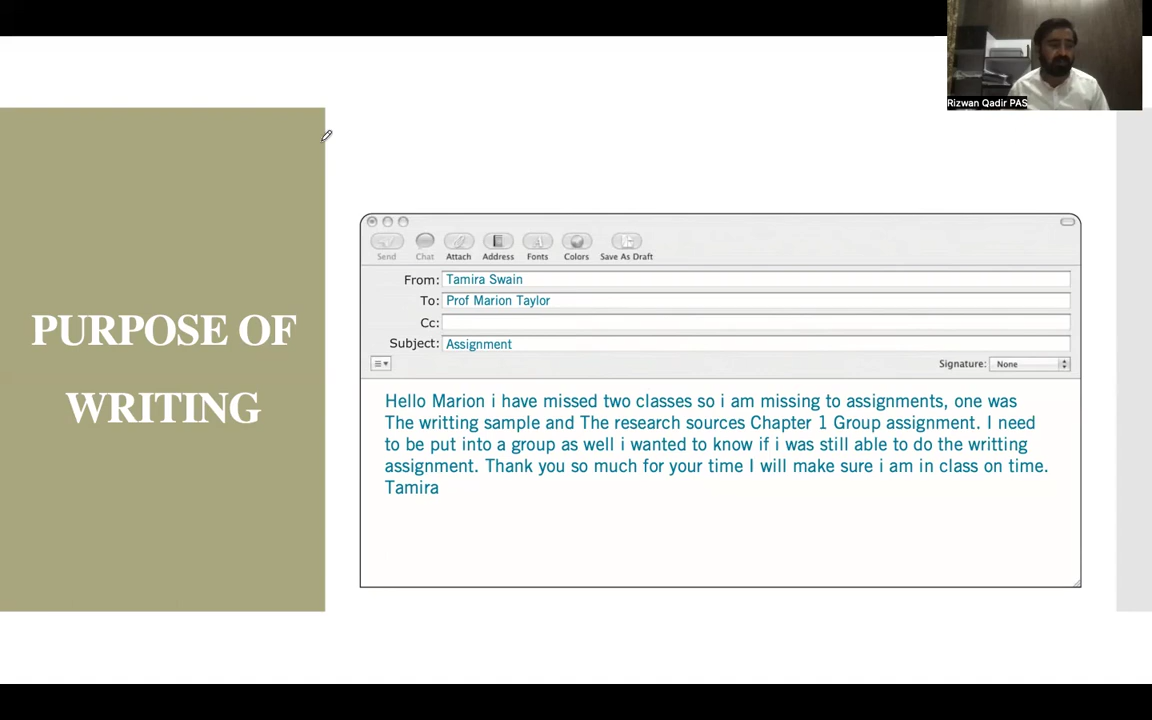 Rizwan Qadir PAS
PURPOSE OF
WRITING
Send Chat Attach Address Fonts Colors Save As Draft
From: Tamira Swain
To: Prof Marion Taylor
Cc:
Subject: Assignment
Signature: None
Hello Marion i have missed two classes so i am missing to assignments, one was
The writting sample and The research sources Chapter 1 Group assignment. I need
to be put into a group as well i wanted to know if i was still able to do the writting
assignment. Thank you so much for your time I will make sure i am in class on time.
Tamira